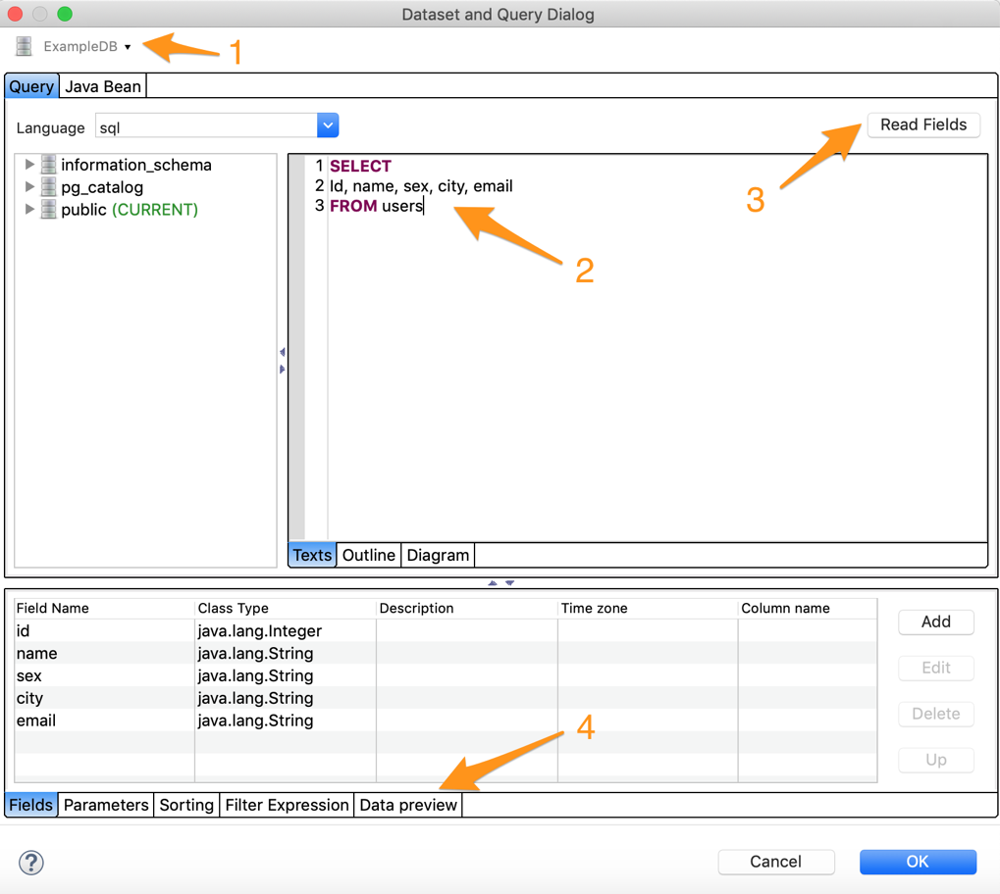 Dataset and Query Dialog
ExampleDB
1
Query Java Bean
Language sql
Read Fields
information_schema
pg_catalog
public (CURRENT)
1 SELECT
2 Id, name, sex, city, email
3 FROM users
3
2
Texts Outline Diagram
Field Name Class Type Description Time zone Column name
id java.lang.Integer
name java.lang.String
sex java.lang.String
city java.lang.String
email java.lang.String
Add
Edit
Delete
Up
4
Fields Parameters Sorting Filter Expression Data preview
? Cancel OK